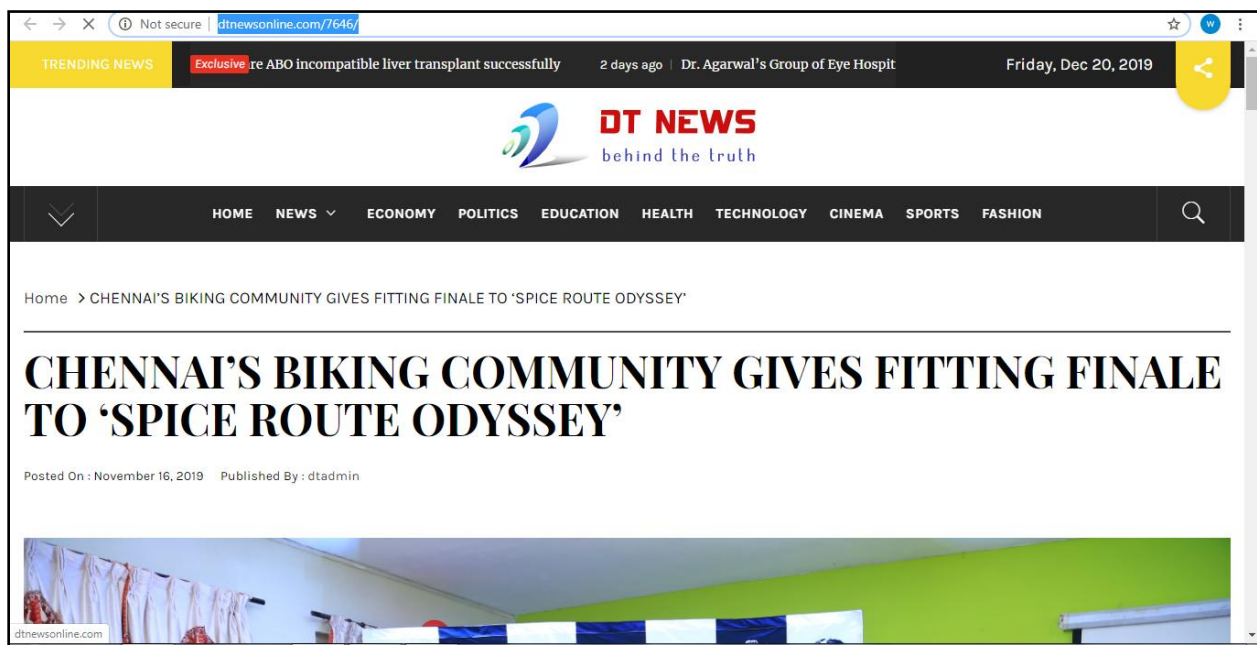 Not secure | dtnewsonline.com/7646/
W
TRENDING NEWS Exclusive re ABO incompatible liver transplant successfully 2 days ago | Dr. Agarwal's Group of Eye Hospit Friday, Dec 20, 2019
DT NEWS
behind the truth
HOME NEWS ECONOMY POLITICS EDUCATION HEALTH TECHNOLOGY CINEMA SPORTS FASHION
Home > CHENNAI'S BIKING COMMUNITY GIVES FITTING FINALE TO ‘SPICE ROUTE ODYSSEY’
CHENNAI’S BIKING COMMUNITY GIVES FITTING FINALE
TO ‘SPICE ROUTE ODYSSEY’
Posted On : November 16, 2019 Published By : dtadmin
dtnewsonline.com